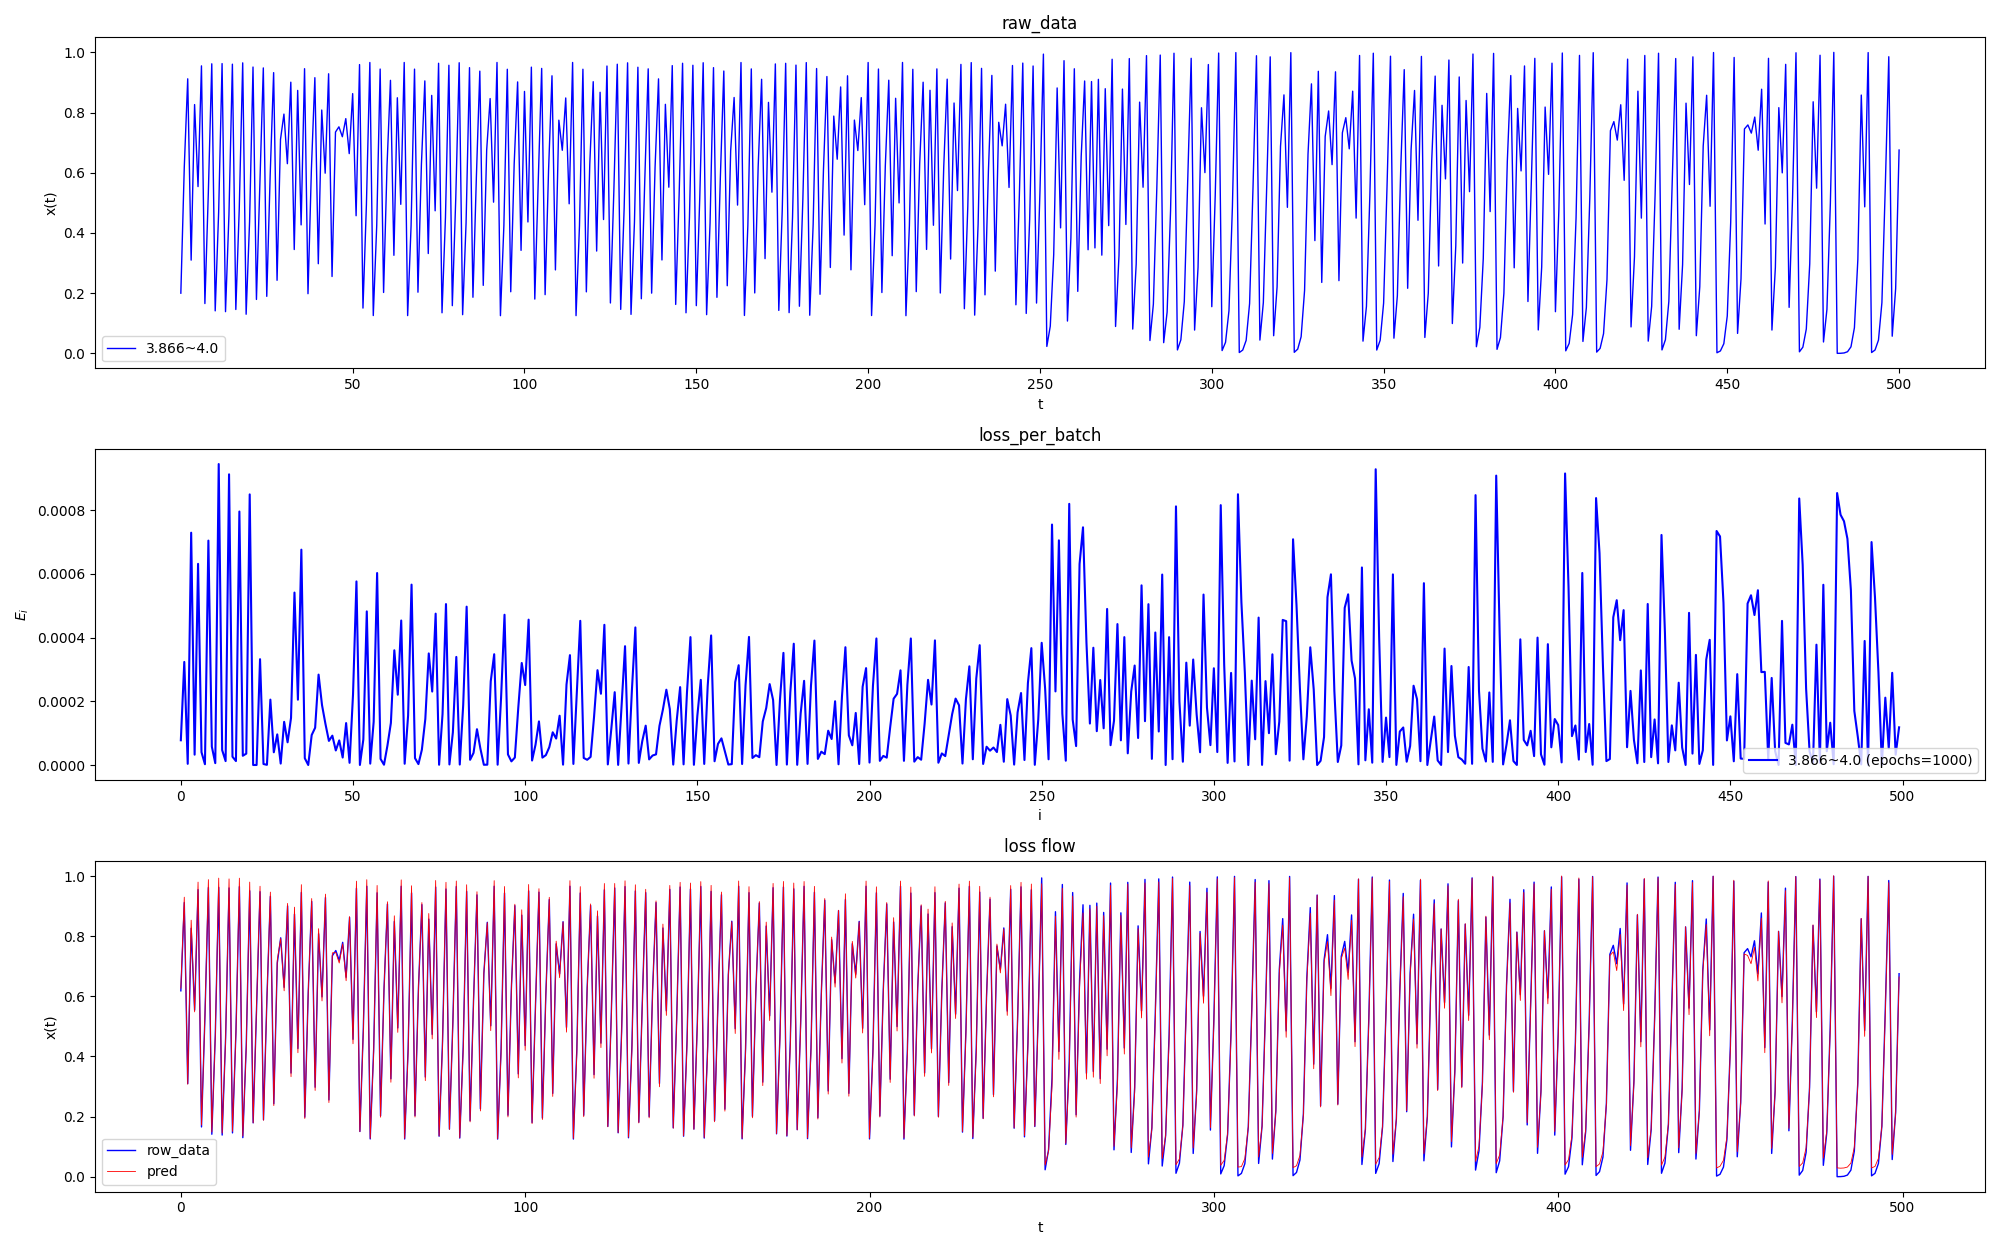 raw_data
1.0
0.8
0.6
0.4
0.2
0.0
x(t)
3.866~4.0
50 100 150 200 250 300 350 400 450 500
t
loss_per_batch
0.0008
0.0006
0.0004
0.0002
0.0000
E_i
3.866~4.0 (epochs=1000)
0 50 100 150 200 250 300 350 400 450 500
i
loss flow
1.0
0.8
0.6
0.4
0.2
0.0
x(t)
row_data
pred
0 100 200 300 400 500
t